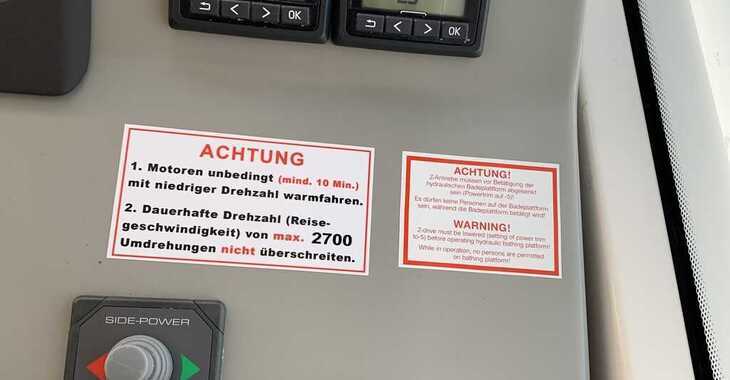 OK
OK
ACHTUNG
1. Motoren unbedingt (mind. 10 Min.)
mit niedriger Drehzahl warmfahren.
2. Dauerhafte Drehzahl (Reise-
geschwindigkeit) von max. 2700
Umdrehungen nicht überschreiten.
ACHTUNG!
Z-Antriebe müssen vor Betätigung der
hydraulischen Badeplattform abgesenkt
sein (Powertrim auf -5)!
Es dürfen keine Personen auf der Badeplattform
sein, während die Badeplattform betätigt wird!
WARNING!
Z-drive must be lowered (setting of power trim
to-5) before operating hydraulic bathing platform!
While in operation, no persons are permitted
on bathing platform!
SIDE-POWER